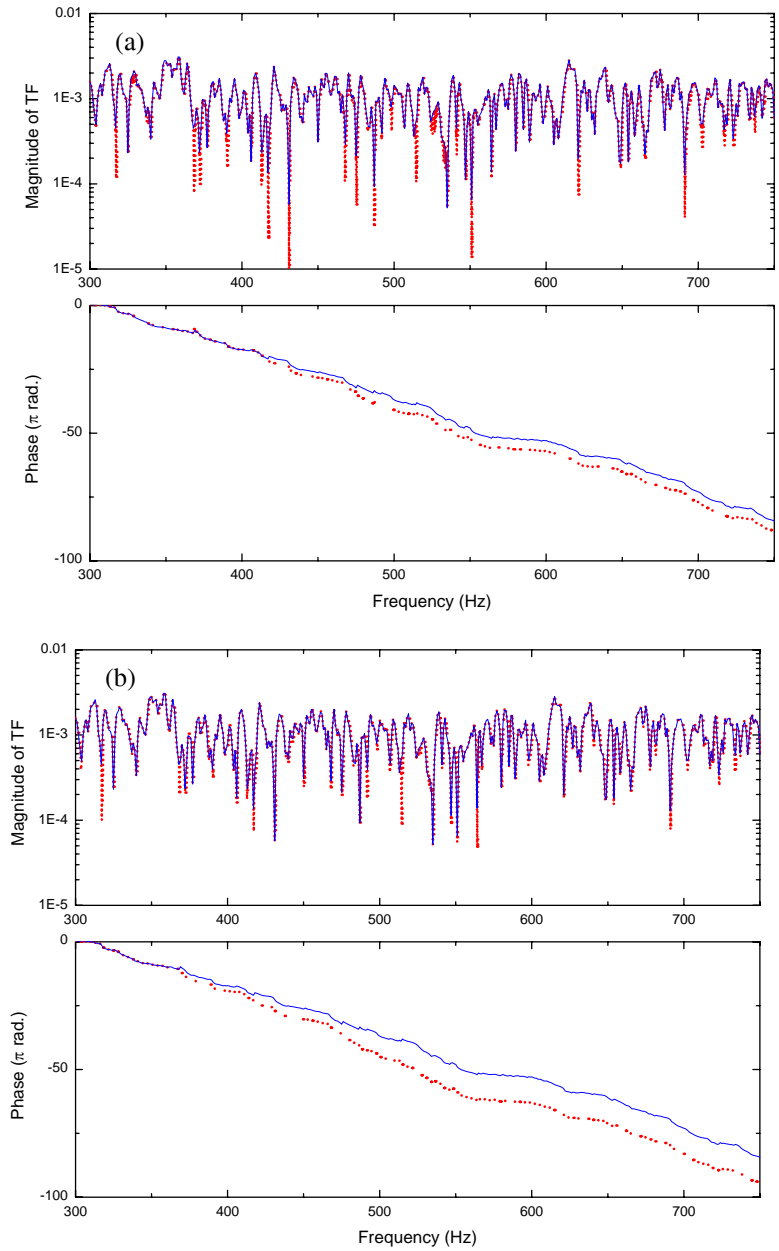 (a)
0.01
1E-3
1E-4
1E-5
Magnitude of TF
300 400 500 600 700
0
-50
-100
Phase (π rad.)
300 400 500 600 700
Frequency (Hz)
(b)
0.01
1E-3
1E-4
1E-5
Magnitude of TF
300 400 500 600 700
0
-50
-100
Phase (π rad.)
300 400 500 600 700
Frequency (Hz)